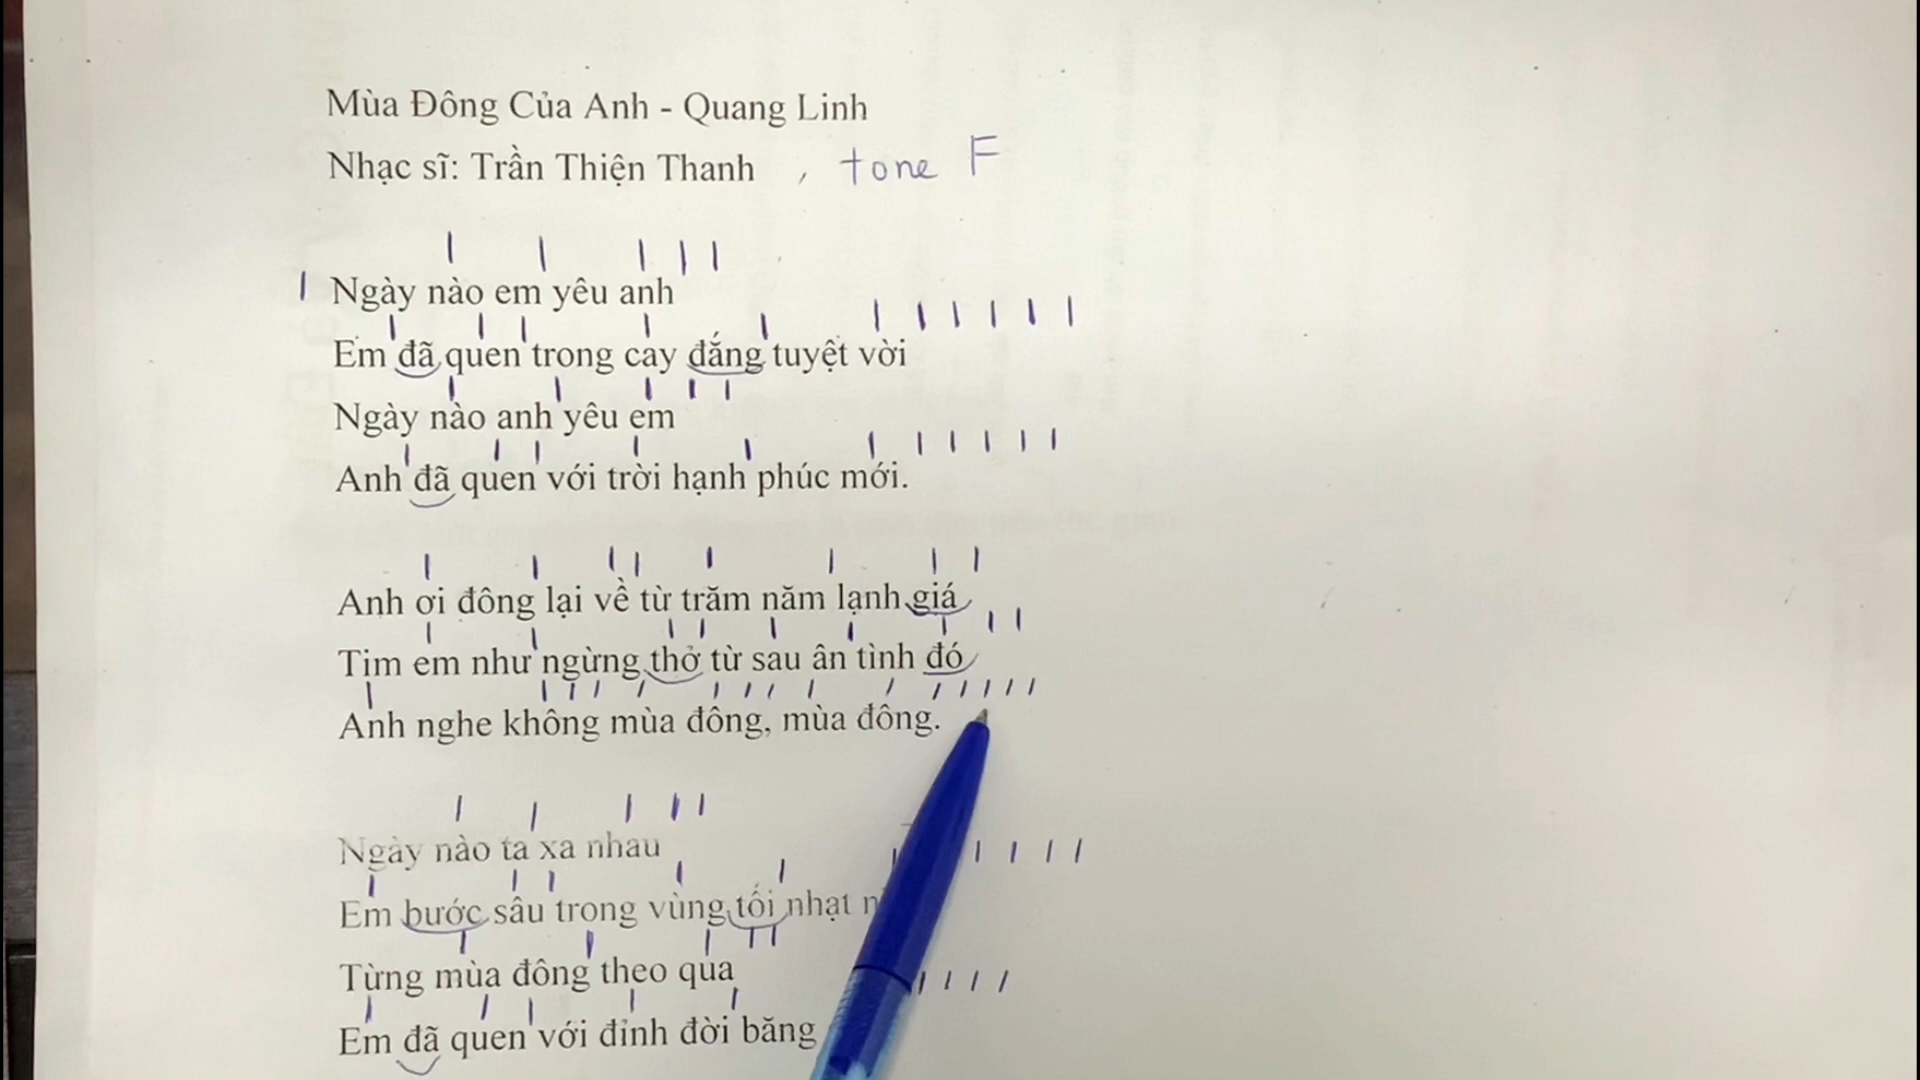 Mùa Đông Của Anh - Quang Linh
Nhạc sĩ: Trần Thiện Thanh , tone F
Ngày nào em yêu anh
Em đã quen trong cay đắng tuyệt vời
Ngày nào anh yêu em
Anh đã quen với trời hạnh phúc mới.
Anh ơi đông lại về từ trăm năm lạnh giá
Tim em như ngừng thở từ sau ân tình đó
Anh nghe không mùa đông, mùa đông.
Ngày nào ta xa nhau
Em bước sâu trong vùng tối nhạt
Từng mùa đông theo qua
Em đã quen với đỉnh đời băng